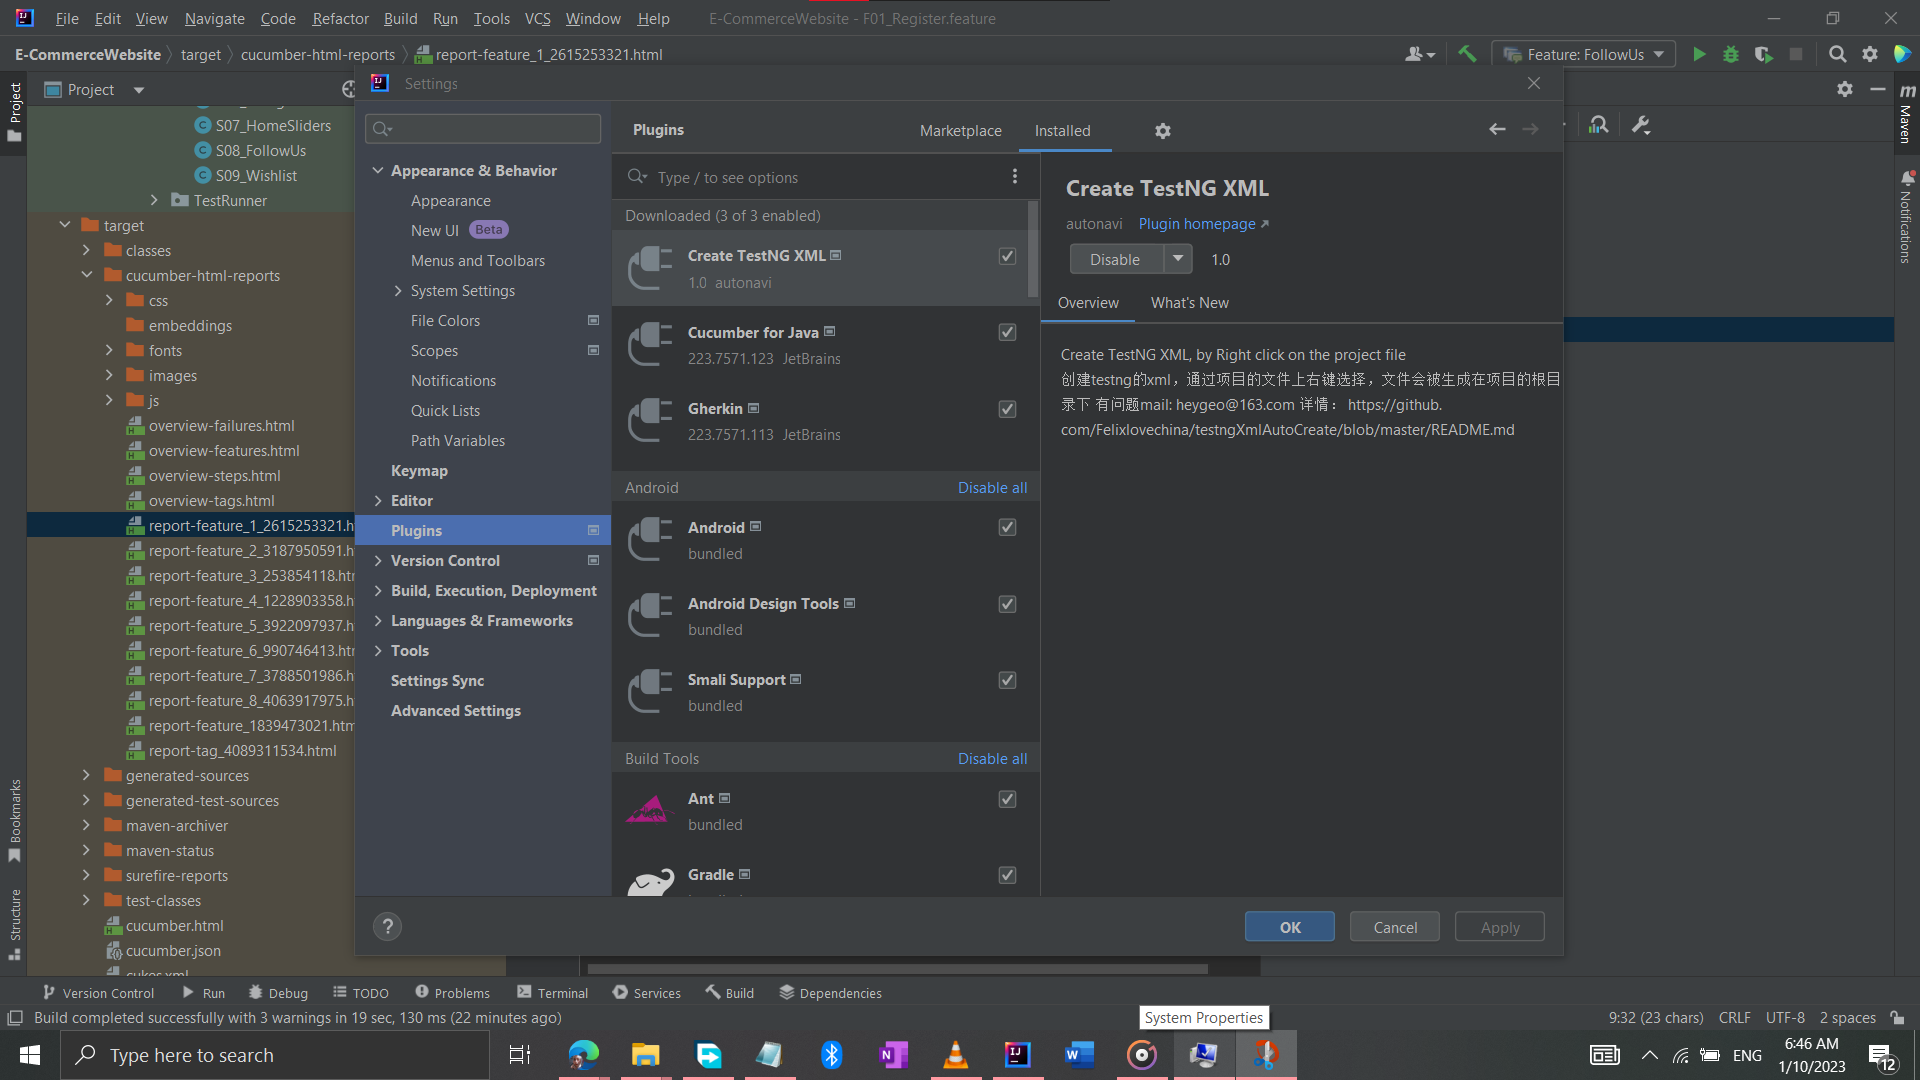 File Edit View Navigate Code Refactor Build Run Tools VCS Window Help E-CommerceWebsite - F01_Register.feature
E-CommerceWebsite target cucumber-html-reports report-feature_1_2615253321.html Feature: FollowUs
Project
Project
S07_HomeSliders
S08_FollowUs
S09_Wishlist
TestRunner
target
classes
cucumber-html-reports
css
embeddings
fonts
images
js
overview-failures.html
overview-features.html
overview-steps.html
overview-tags.html
report-feature_1_2615253321.h
report-feature_2_3187950591.h
report-feature_3_253854118.htr
report-feature_4_1228903358.h
report-feature_5_3922097937.h
report-feature_6_990746413.htr
report-feature_7_3788501986.h
report-feature_8_4063917975.h
report-feature_1839473021.htm
report-tag_4089311534.html
generated-sources
generated-test-sources
maven-archiver
maven-status
surefire-reports
test-classes
cucumber.html
cucumber.json
cukes.xml
Bookmarks
Structure
Settings
Appearance & Behavior
Appearance
New UI Beta
Menus and Toolbars
System Settings
File Colors
Scopes
Notifications
Quick Lists
Path Variables
Keymap
Editor
Plugins
Version Control
Build, Execution, Deployment
Languages & Frameworks
Tools
Settings Sync
Advanced Settings
?
Plugins Marketplace Installed
Type / to see options
Downloaded (3 of 3 enabled)
Create TestNG XML
1.0 autonavi
Cucumber for Java
223.7571.123 JetBrains
Gherkin
223.7571.113 JetBrains
Android Disable all
Android
bundled
Android Design Tools
bundled
Smali Support
bundled
Build Tools Disable all
Ant
bundled
Gradle
Create TestNG XML
autonavi Plugin homepage ↗
Disable 1.0
Overview What's New
Create TestNG XML, by Right click on the project file
创建testng的xml，通过项目的文件上右键选择，文件会被生成在项目的根目
录下 有问题mail: heygeo@163.com 详情： https://github.
com/Felixlovechina/testngXmlAutoCreate/blob/master/README.md
OK Cancel Apply
m Maven
Notifications
Version Control Run Debug TODO Problems Terminal Services Build Dependencies
Build completed successfully with 3 warnings in 19 sec, 130 ms (22 minutes ago) 9:32 (23 chars) CRLF UTF-8 2 spaces
System Properties
Type here to search
ENG
6:46 AM
1/10/2023
12